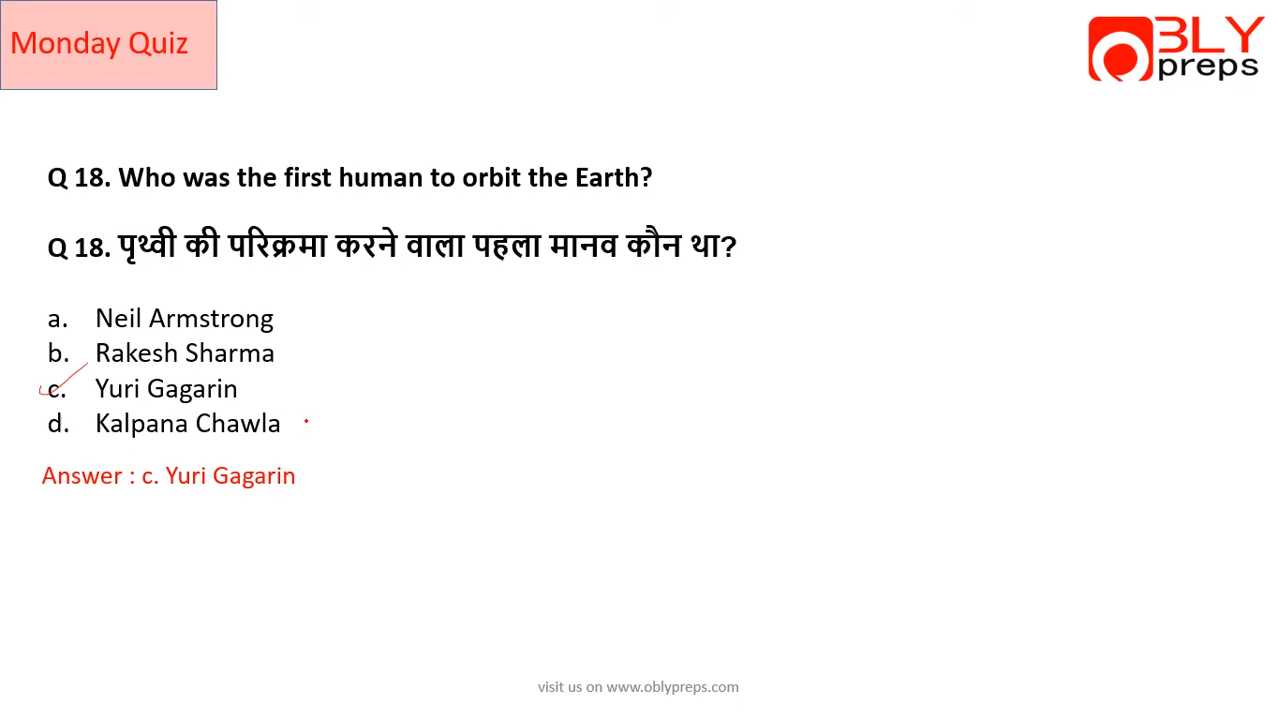 Monday Quiz
OBLY
preps
Q 18. Who was the first human to orbit the Earth?
Q 18. पृथ्वी की परिक्रमा करने वाला पहला मानव कौन था?
a. Neil Armstrong
b. Rakesh Sharma
c. Yuri Gagarin
d. Kalpana Chawla
Answer : c. Yuri Gagarin
visit us on www.oblypreps.com